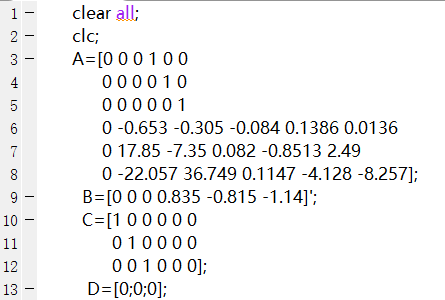 1 clear all;
2 clc;
3 A=[0 0 0 1 0 0
4 0 0 0 0 1 0
5 0 0 0 0 0 1
6 0 -0.653 -0.305 -0.084 0.1386 0.0136
7 0 17.85 -7.35 0.082 -0.8513 2.49
8 0 -22.057 36.749 0.1147 -4.128 -8.257];
9 B=[0 0 0 0.835 -0.815 -1.14]';
10 C=[1 0 0 0 0 0
11 0 1 0 0 0 0
12 0 0 1 0 0 0];
13 D=[0;0;0];